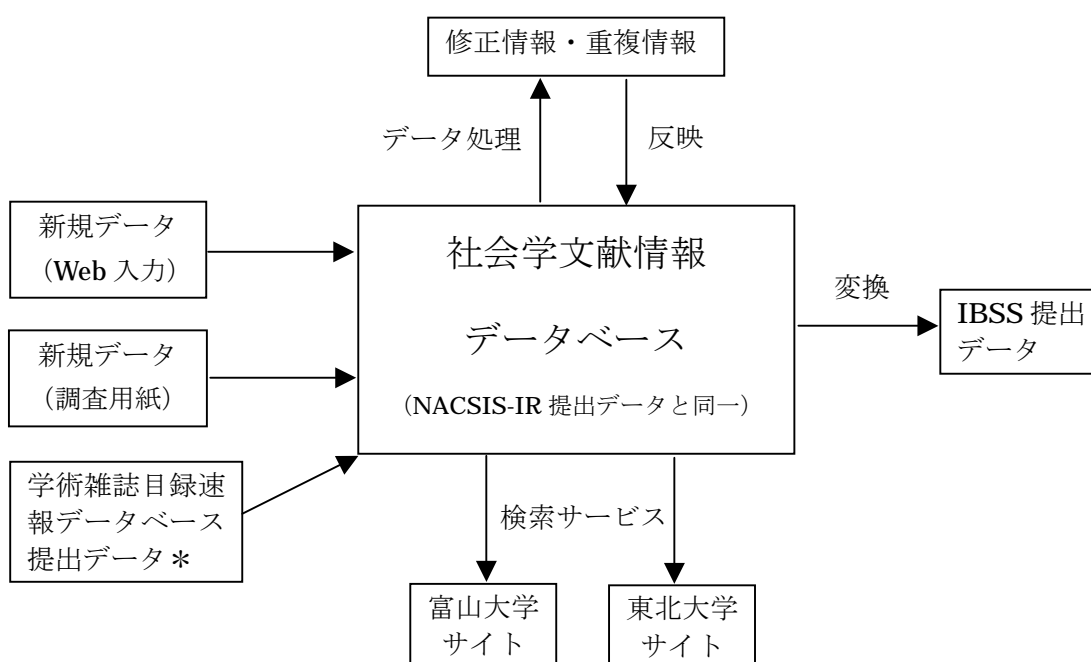 修正情報・重複情報
データ処理
反映
新規データ
（Web 入力）
社会学文献情報
データベース
（NACSIS-IR 提出データと同一）
変換
IBSS 提出
データ
新規データ
（調査用紙）
学術雑誌目録速
報データベース
提出データ＊
検索サービス
富山大学
サイト
東北大学
サイト